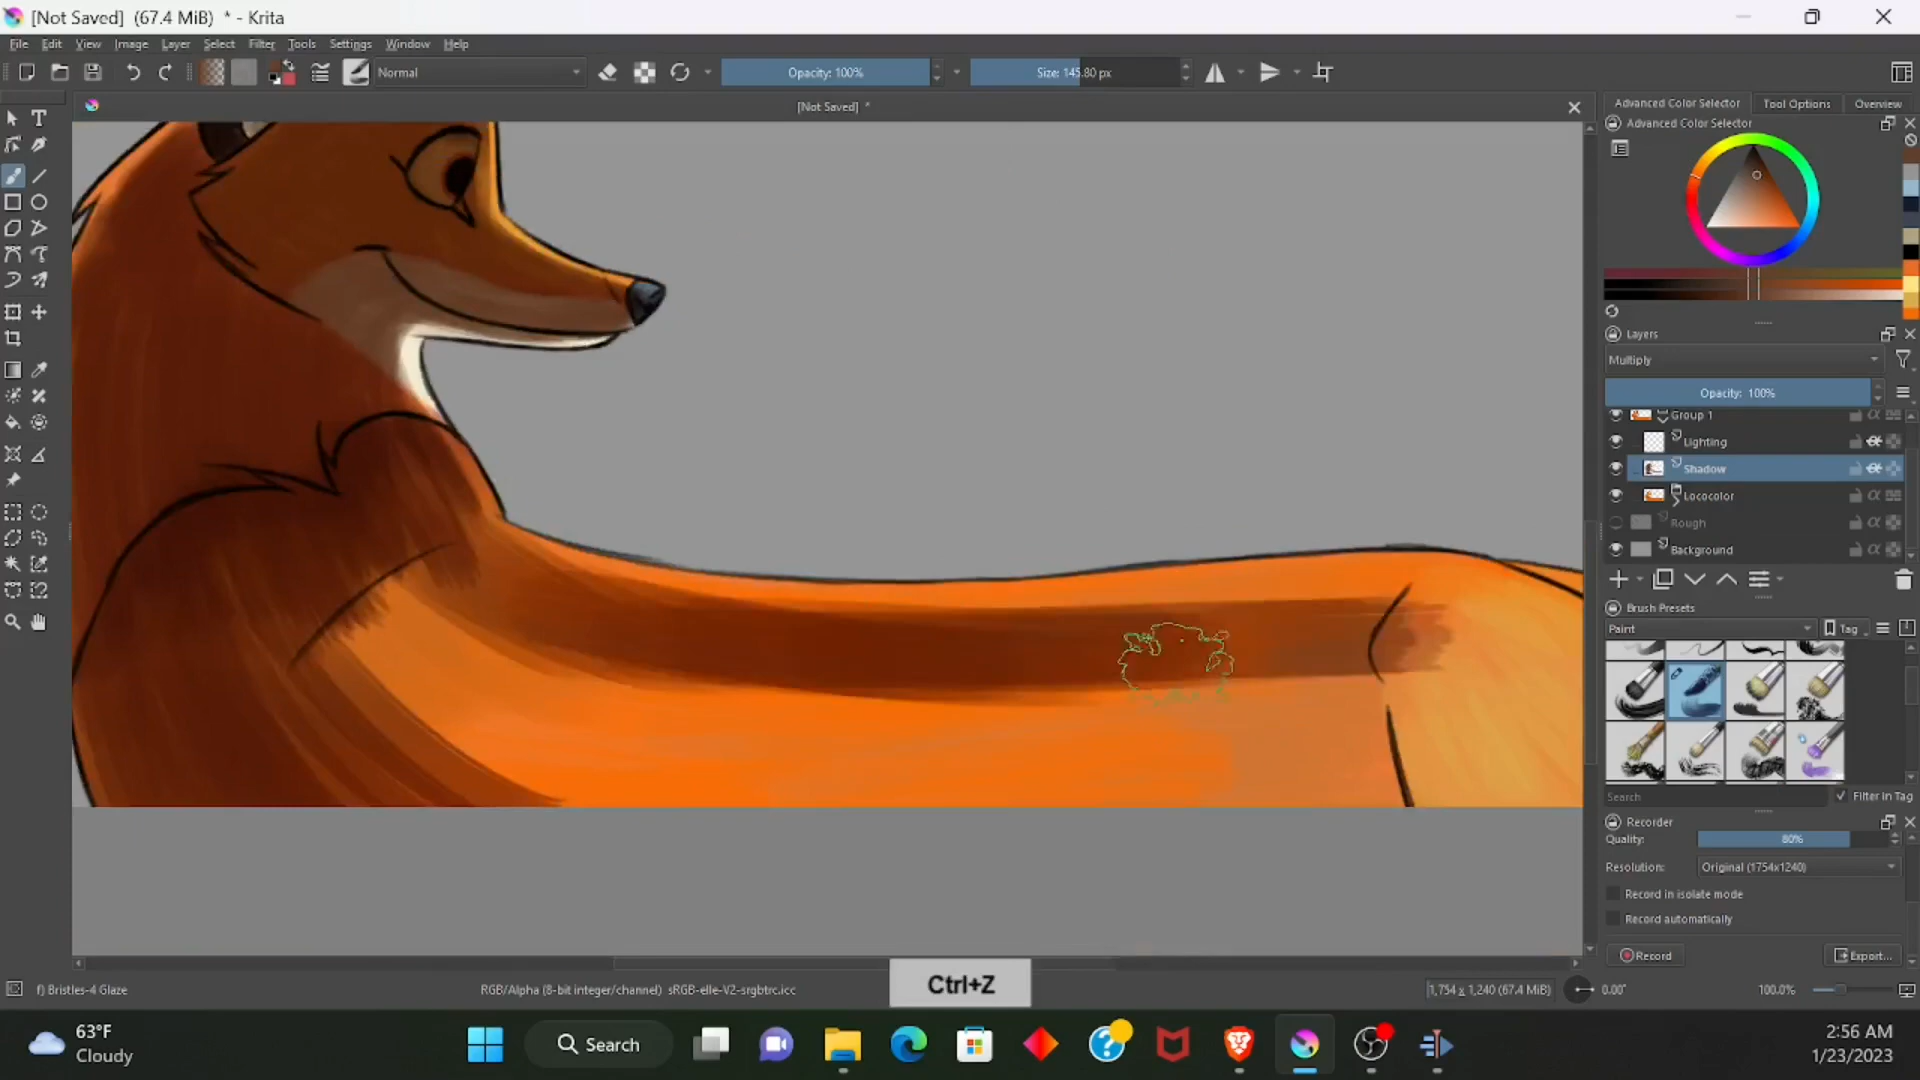 [Not Saved] (67.4 MiB) * - Krita
File Edit View Image Layer Select Filter Tools Settings Window Help
Normal
Opacity: 100%
Size: 145.80 px
[Not Saved] *
Advanced Color Selector
Tool Options
Overview
Advanced Color Selector
Layers
Multiply
Opacity: 100%
Group 1
Lighting
Shadow
Lococolor
Rough
Background
Brush Presets
Paint
Tag
Search
Filter in Tag
Recorder
Quality: 80%
Resolution: Original (1754x1240)
Record in isolate mode
Record automatically
Record
Export...
f) Bristles-4 Glaze
RGB/Alpha (8-bit integer/channel) sRGB-elle-V2-srgbtrc.icc
Ctrl+Z
1,754 x 1,240 (67.4 MiB)
0.00°
100.0%
63°F
Cloudy
Search
2:56 AM
1/23/2023